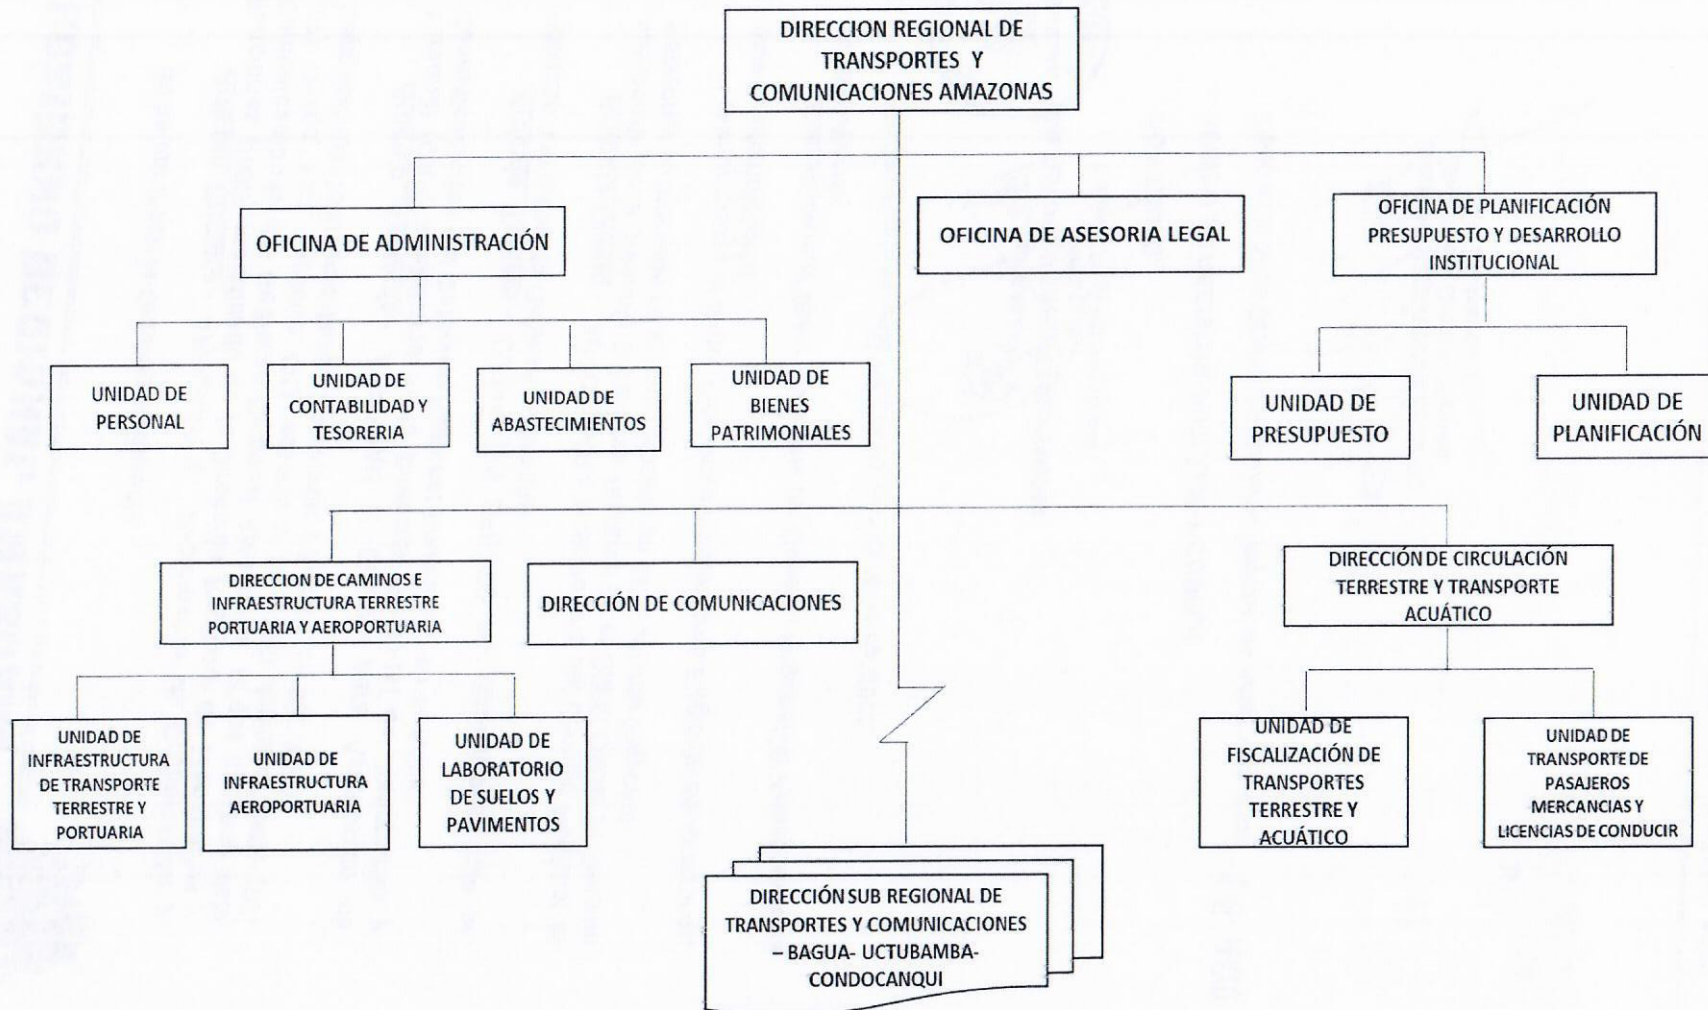 DIRECCION REGIONAL DE
TRANSPORTES Y
COMUNICACIONES AMAZONAS
OFICINA DE ADMINISTRACIÓN
OFICINA DE ASESORIA LEGAL
OFICINA DE PLANIFICACIÓN
PRESUPUESTO Y DESARROLLO
INSTITUCIONAL
UNIDAD DE
PERSONAL
UNIDAD DE
CONTABILIDAD Y
TESORERIA
UNIDAD DE
ABASTECIMIENTOS
UNIDAD DE
BIENES
PATRIMONIALES
UNIDAD DE
PRESUPUESTO
UNIDAD DE
PLANIFICACIÓN
DIRECCION DE CAMINOS E
INFRAESTRUCTURA TERRESTRE
PORTUARIA Y AEROPORTUARIA
DIRECCIÓN DE COMUNICACIONES
DIRECCIÓN DE CIRCULACIÓN
TERRESTRE Y TRANSPORTE
ACUÁTICO
UNIDAD DE
INFRAESTRUCTURA
DE TRANSPORTE
TERRESTRE Y
PORTUARIA
UNIDAD DE
INFRAESTRUCTURA
AEROPORTUARIA
UNIDAD DE
LABORATORIO
DE SUELOS Y
PAVIMENTOS
UNIDAD DE
FISCALIZACIÓN DE
TRANSPORTES
TERRESTRE Y
ACUÁTICO
UNIDAD DE
TRANSPORTE DE
PASAJEROS
MERCANCIAS Y
LICENCIAS DE CONDUCIR
DIRECCIÓN SUB REGIONAL DE
TRANSPORTES Y COMUNICACIONES
– BAGUA- UCTUBAMBA-
CONDOCANQUI